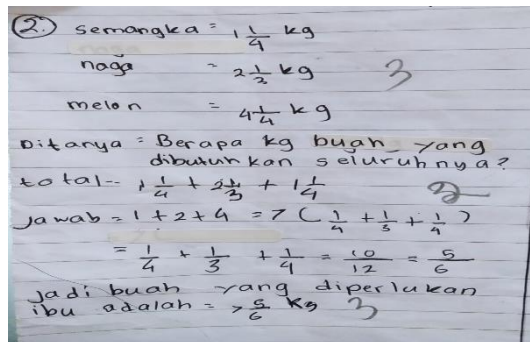 2. semangka = 1 1/4 kg
naga = 2 1/3 kg 3
melon = 4 1/4 kg
Ditanya = Berapa kg buah yang
dibutuhkan seluruhnya?
total = 1 1/4 + 2 1/3 + 1 1/4 2
Jawab = 1 + 2 + 4 = 7 ( 1/4 + 1/3 + 1/4 )
= 1/4 + 1/3 + 1/4 = 10/12 = 5/6
Jadi buah yang diperlukan
ibu adalah = 7 5/6 kg 3